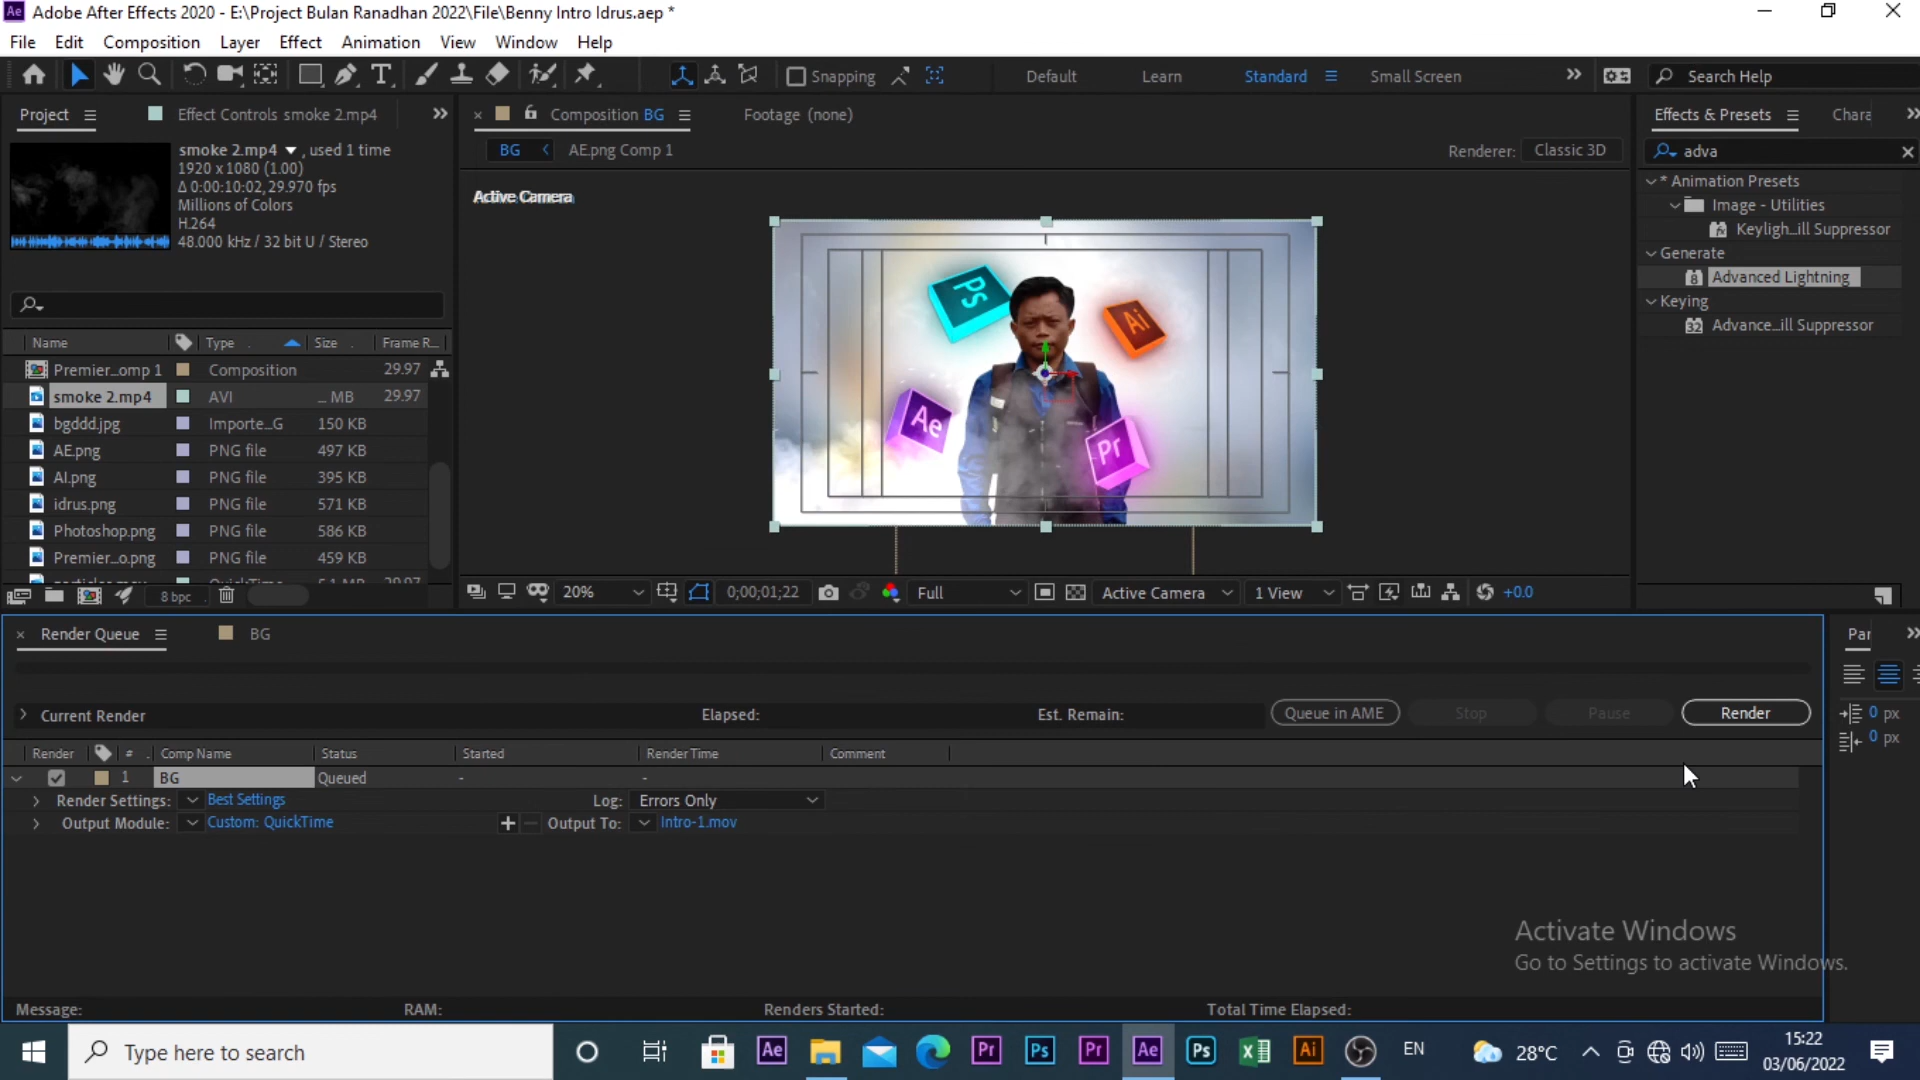 Ae Adobe After Effects 2020 - E:\Project Bulan Ranadhan 2022\File\Benny Intro Idrus.aep *
File Edit Composition Layer Effect Animation View Window Help
Snapping Default Learn Standard Small Screen Search Help
Project Effect Controls smoke 2.mp4
Composition BG Footage (none)
Effects & Presets Chara
smoke 2.mp4 , used 1 time
1920 x 1080 (1.00)
Δ 0:00:10:02, 29.970 fps
Millions of Colors
H.264
48.000 kHz / 32 bit U / Stereo
BG AE.png Comp 1
Renderer: Classic 3D
Active Camera
Ps
Ai
Ae
Pr
adva
* Animation Presets
Image - Utilities
Keyligh...ill Suppressor
Generate
Advanced Lightning
Keying
Advance...ill Suppressor
Name Type Size Frame R...
Premier...omp 1 Composition 29.97
smoke 2.mp4 AVI ... MB 29.97
bgddd.jpg Importe...G 150 KB
AE.png PNG file 497 KB
AI.png PNG file 395 KB
idrus.png PNG file 571 KB
Photoshop.png PNG file 586 KB
Premier...o.png PNG file 459 KB
8 bpc
20% 0;00;01;22 Full Active Camera 1 View +0.0
Render Queue BG
Par
Current Render Elapsed: Est. Remain: Queue in AME Stop Pause Render
0 px
0 px
Render # Comp Name Status Started Render Time Comment
1 BG Queued - -
Render Settings: Best Settings Log: Errors Only
Output Module: Custom: QuickTime Output To: Intro-1.mov
Activate Windows
Go to Settings to activate Windows.
Message: RAM: Renders Started: Total Time Elapsed:
Type here to search
Ae Pr Ps Pr Ae Ps Ai
EN 28°C
15:22
03/06/2022